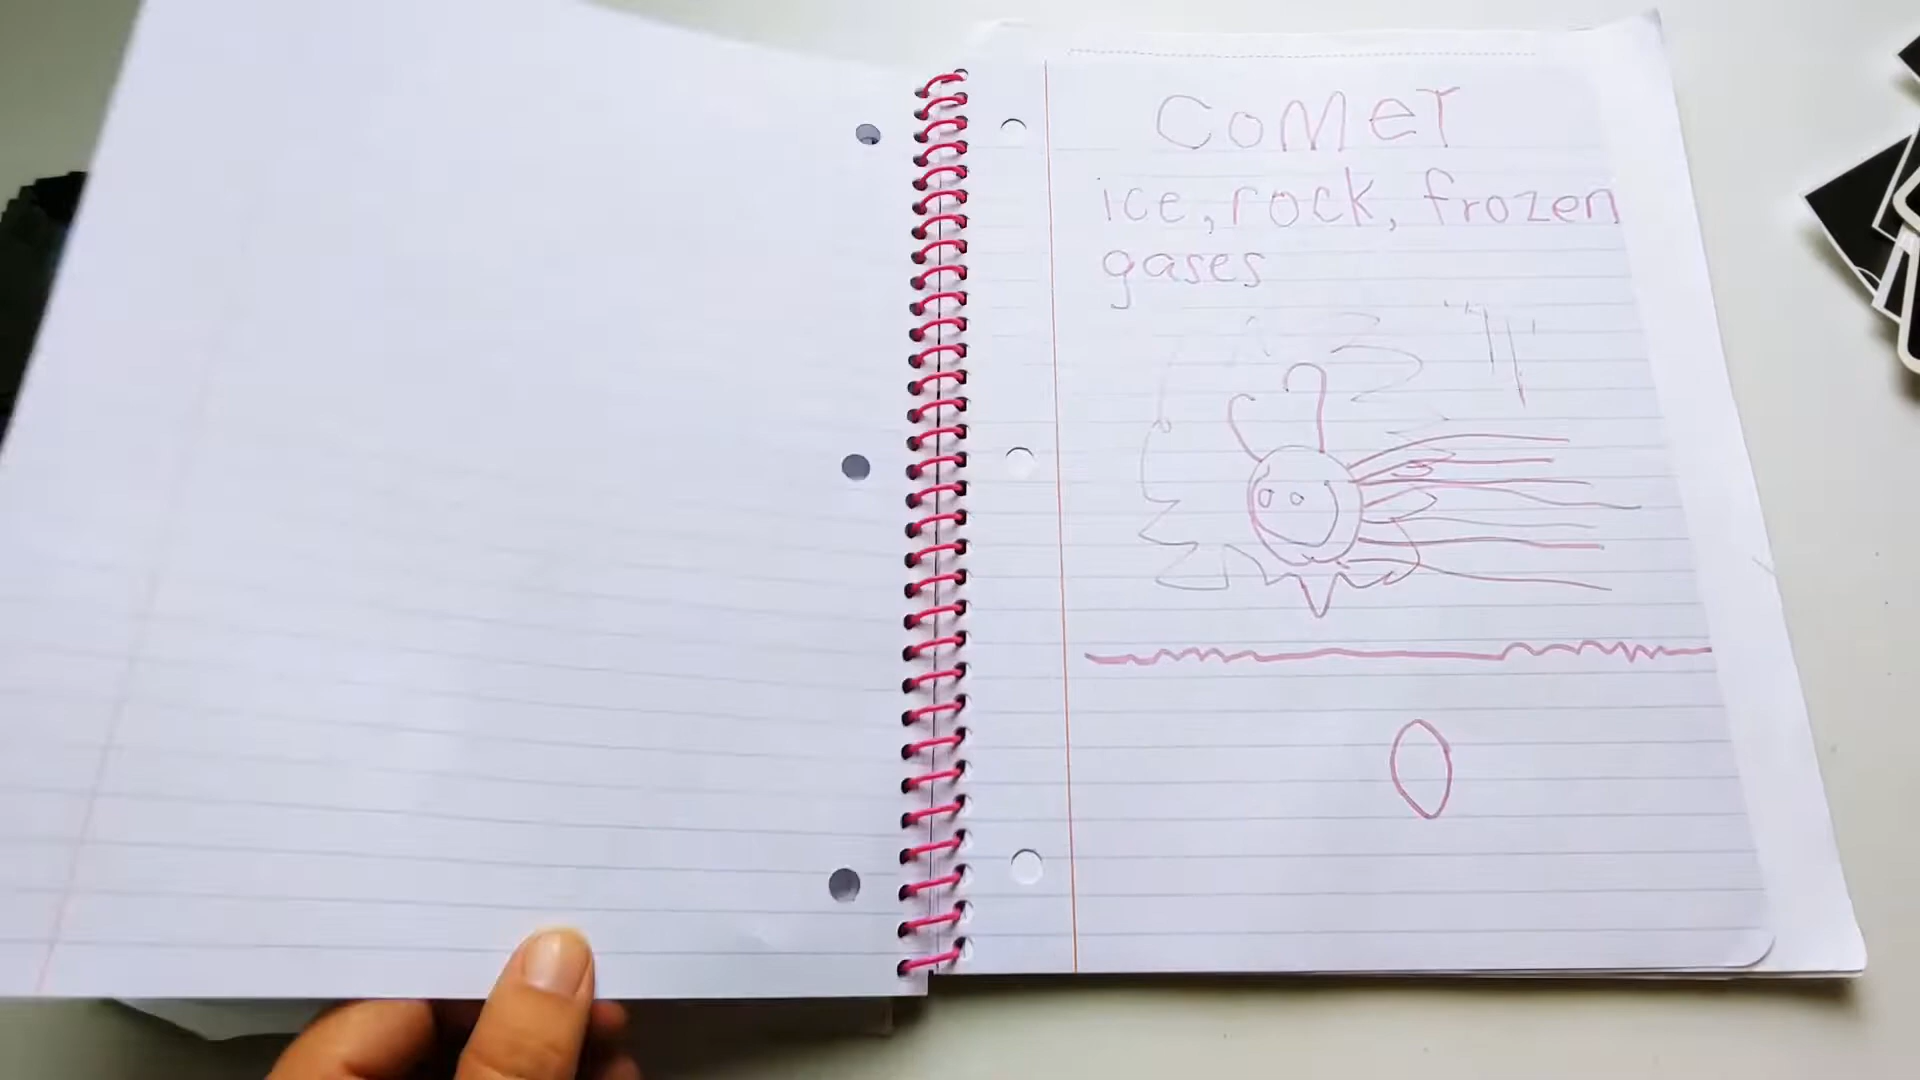 CoMeT
ice, rock, frozen
gases